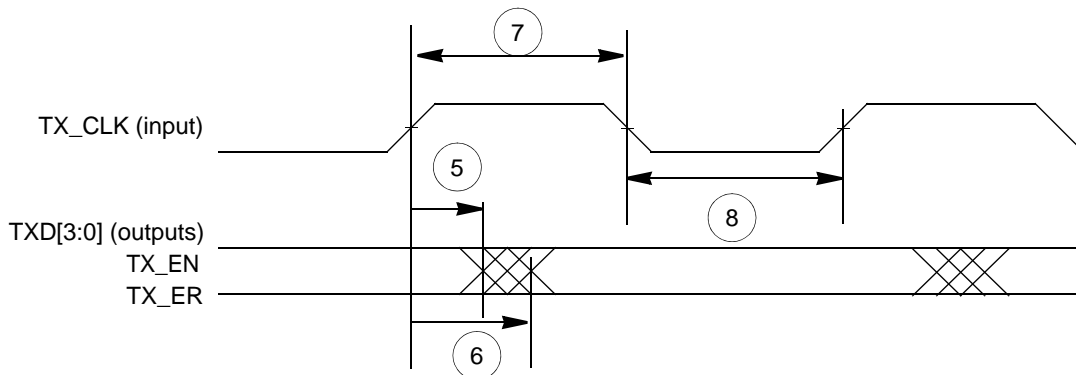 7
TX_CLK (input)
5
8
TXD[3:0] (outputs)
TX_EN
TX_ER
6